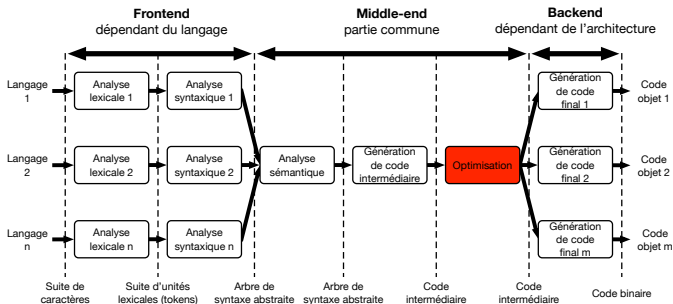 Frontend
dépendant du langage
Middle-end
partie commune
Backend
dépendant de l'architecture
Langage
1
Analyse
lexicale 1
Analyse
syntaxique 1
Génération
de code
final 1
Code
objet 1
Langage
2
Analyse
lexicale 2
Analyse
syntaxique 2
Analyse
sémantique
Génération
de code
intermédiaire
Optimisation
Génération
de code
final 2
Code
objet 2
Langage
n
Analyse
lexicale n
Analyse
syntaxique n
Génération
de code
final m
Code
objet m
Suite de
caractères
Suite d'unités
lexicales (tokens)
Arbre de
syntaxe abstraite
Arbre de
syntaxe abstraite
Code
intermédiaire
Code
intermédiaire
Code binaire